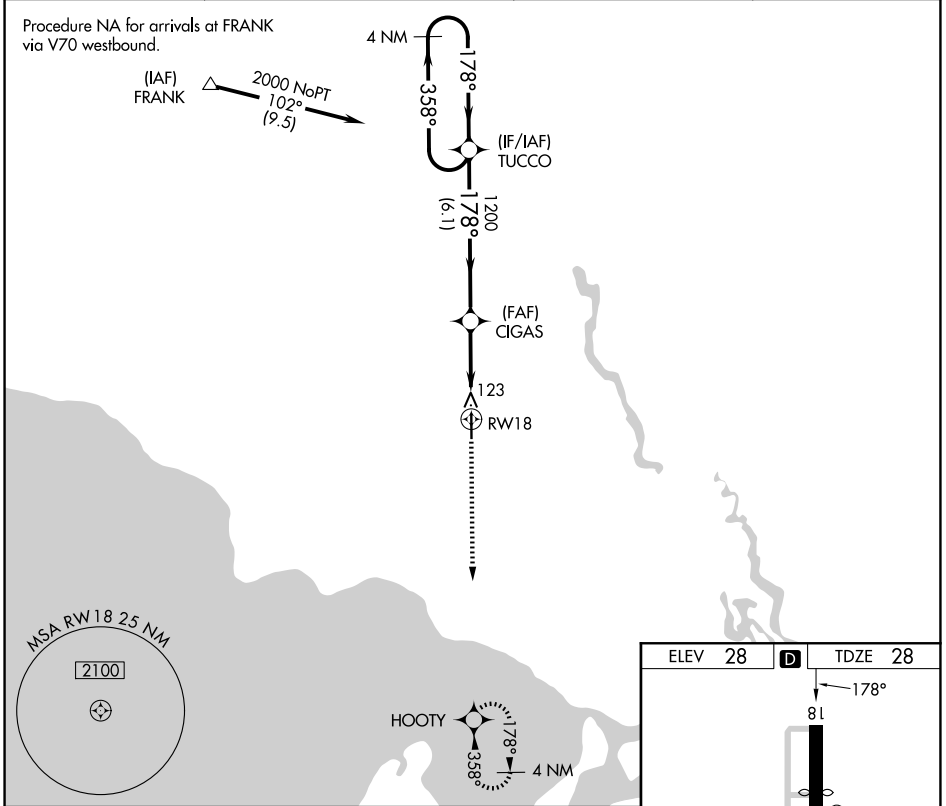 Procedure NA for arrivals at FRANK
via V70 westbound.
(IAF)
FRANK
2000 NoPT
102°
(9.5)
4 NM
358°
178°
(IF/IAF)
TUCCO
1200
178°
(6.1)
(FAF)
CIGAS
123
RW18
MSA RW18 25 NM
2100
HOOTY
178°
358°
4 NM
ELEV 28
D
TDZE 28
178°
18